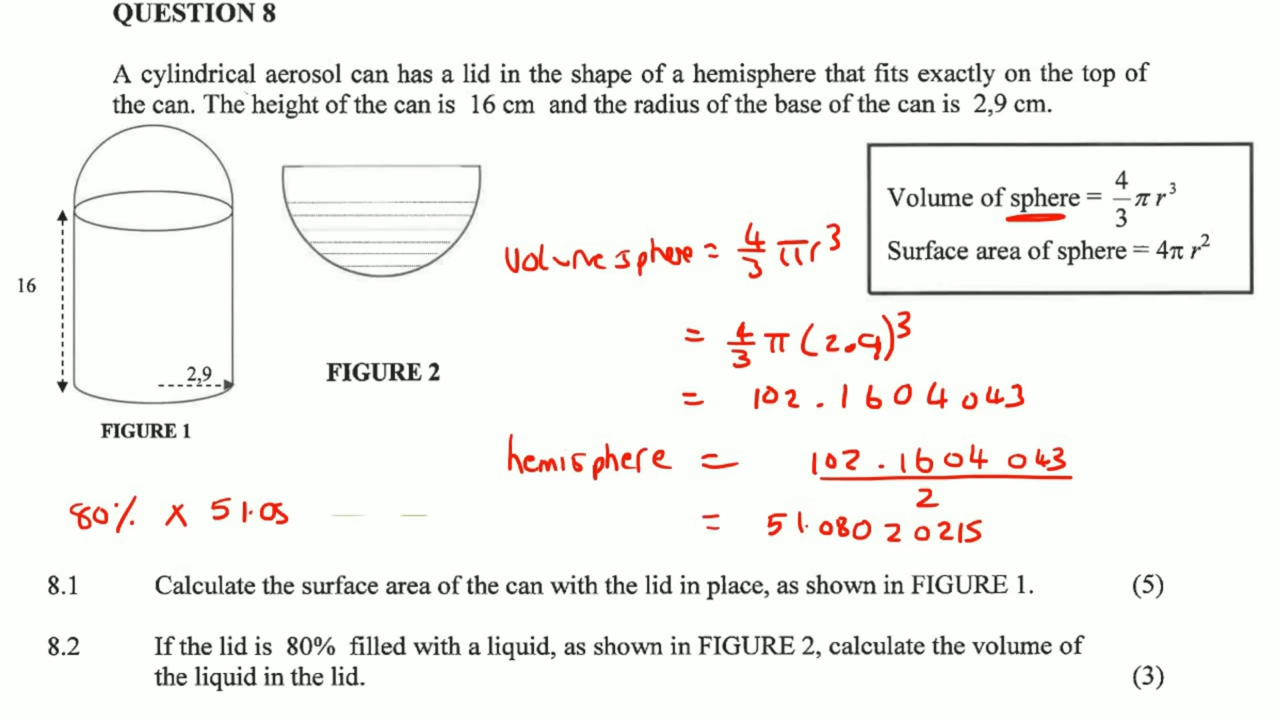 QUESTION 8
A cylindrical aerosol can has a lid in the shape of a hemisphere that fits exactly on the top of
the can. The height of the can is 16 cm and the radius of the base of the can is 2,9 cm.
Volume of sphere = 4/3 π r³
Surface area of sphere = 4π r²
16
2,9
FIGURE 1
FIGURE 2
Volume sphere = 4/3 πr³
= 4/3 π (2.9)³
= 102.1604043
hemisphere = 102.1604043 / 2
= 51.08020215
80% × 51.05
8.1 Calculate the surface area of the can with the lid in place, as shown in FIGURE 1. (5)
8.2 If the lid is 80% filled with a liquid, as shown in FIGURE 2, calculate the volume of
the liquid in the lid. (3)